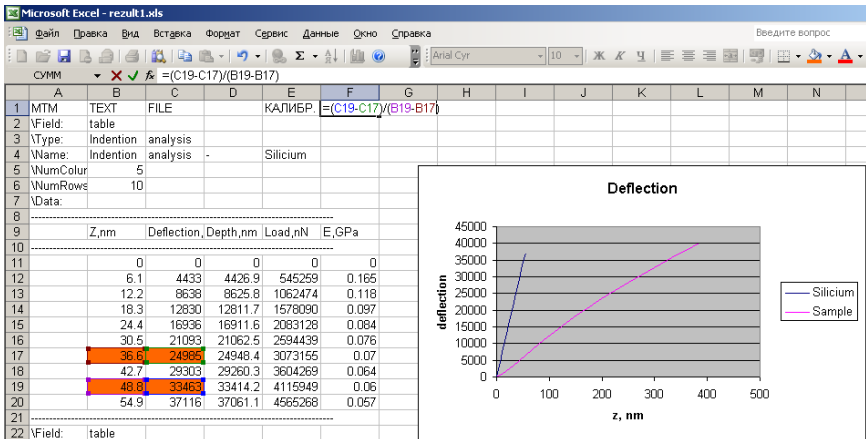 Microsoft Excel - rezult1.xls
Файл Правка Вид Вставка Формат Сервис Данные Окно Справка Введите вопрос
Arial Cyr 10 Ж К Ч
СУММ fx =(C19-C17)/(B19-B17)
A B C D E F G H I J K L M N
1 MTM TEXT FILE КАЛИБР. =(C19-C17)/(B19-B17)
2 \Field: table
3 \Type: Indention analysis
4 \Name: Indention analysis - Silicium
5 \NumColur 5
6 \NumRows 10
7 \Data:
8 --------------------
9 Z,nm Deflection, Depth,nm Load,nN E,GPa
10 --------------------
11 0 0 0 0 0
12 6.1 4433 4426.9 545259 0.165
13 12.2 8638 8625.8 1062474 0.118
14 18.3 12830 12811.7 1578090 0.097
15 24.4 16936 16911.6 2083128 0.084
16 30.5 21093 21062.5 2594439 0.076
17 36.6 24985 24948.4 3073155 0.07
18 42.7 29303 29260.3 3604269 0.064
19 48.8 33463 33414.2 4115949 0.06
20 54.9 37116 37061.1 4565268 0.057
21 --------------------
22 \Field: table
Deflection
deflection
45000
40000
35000
30000
25000
20000
15000
10000
5000
0
0 100 200 300 400 500
z, nm
Silicium
Sample